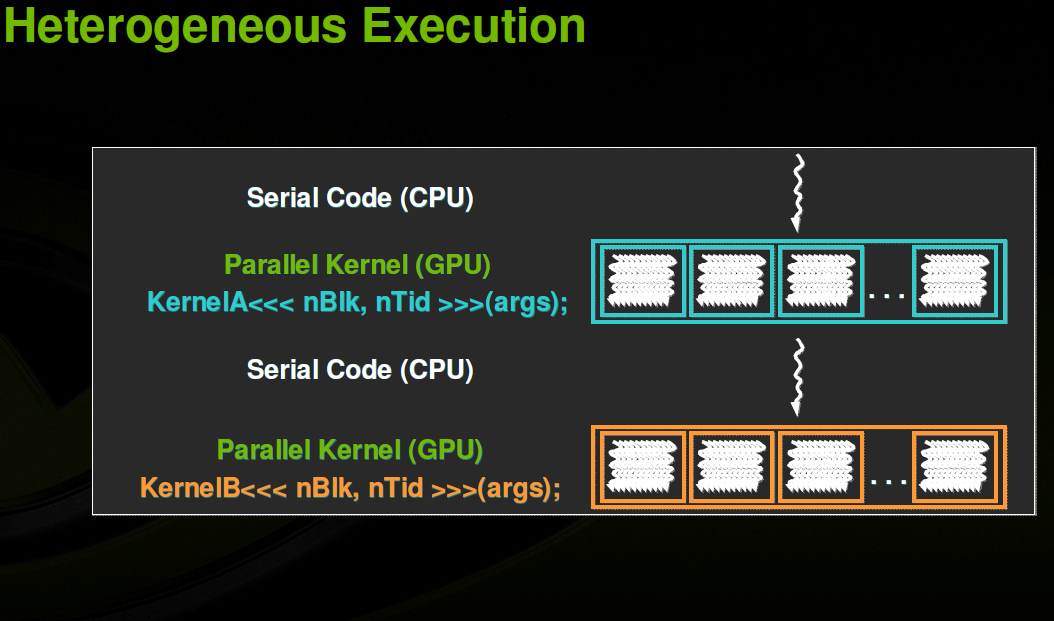 Heterogeneous Execution
Serial Code (CPU)
Parallel Kernel (GPU)
KernelA<<< nBlk, nTid >>>(args);
. . .
Serial Code (CPU)
Parallel Kernel (GPU)
KernelB<<< nBlk, nTid >>>(args);
. . .